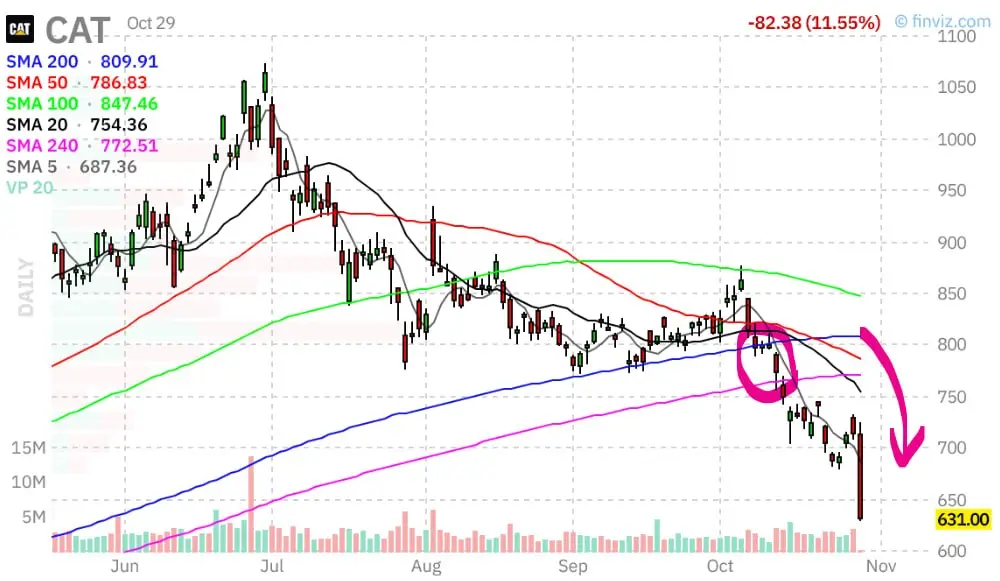 CAT CAT Oct 29
-82.38 (11.55%) © finviz.com
SMA 200 · 809.91
SMA 50 · 786.83
SMA 100 · 847.46
SMA 20 · 754.36
SMA 240 · 772.51
SMA 5 · 687.36
VP 20
DAILY
15M
10M
5M
1100
1050
1000
950
900
850
800
750
700
650
631.00
600
Jun Jul Aug Sep Oct Nov